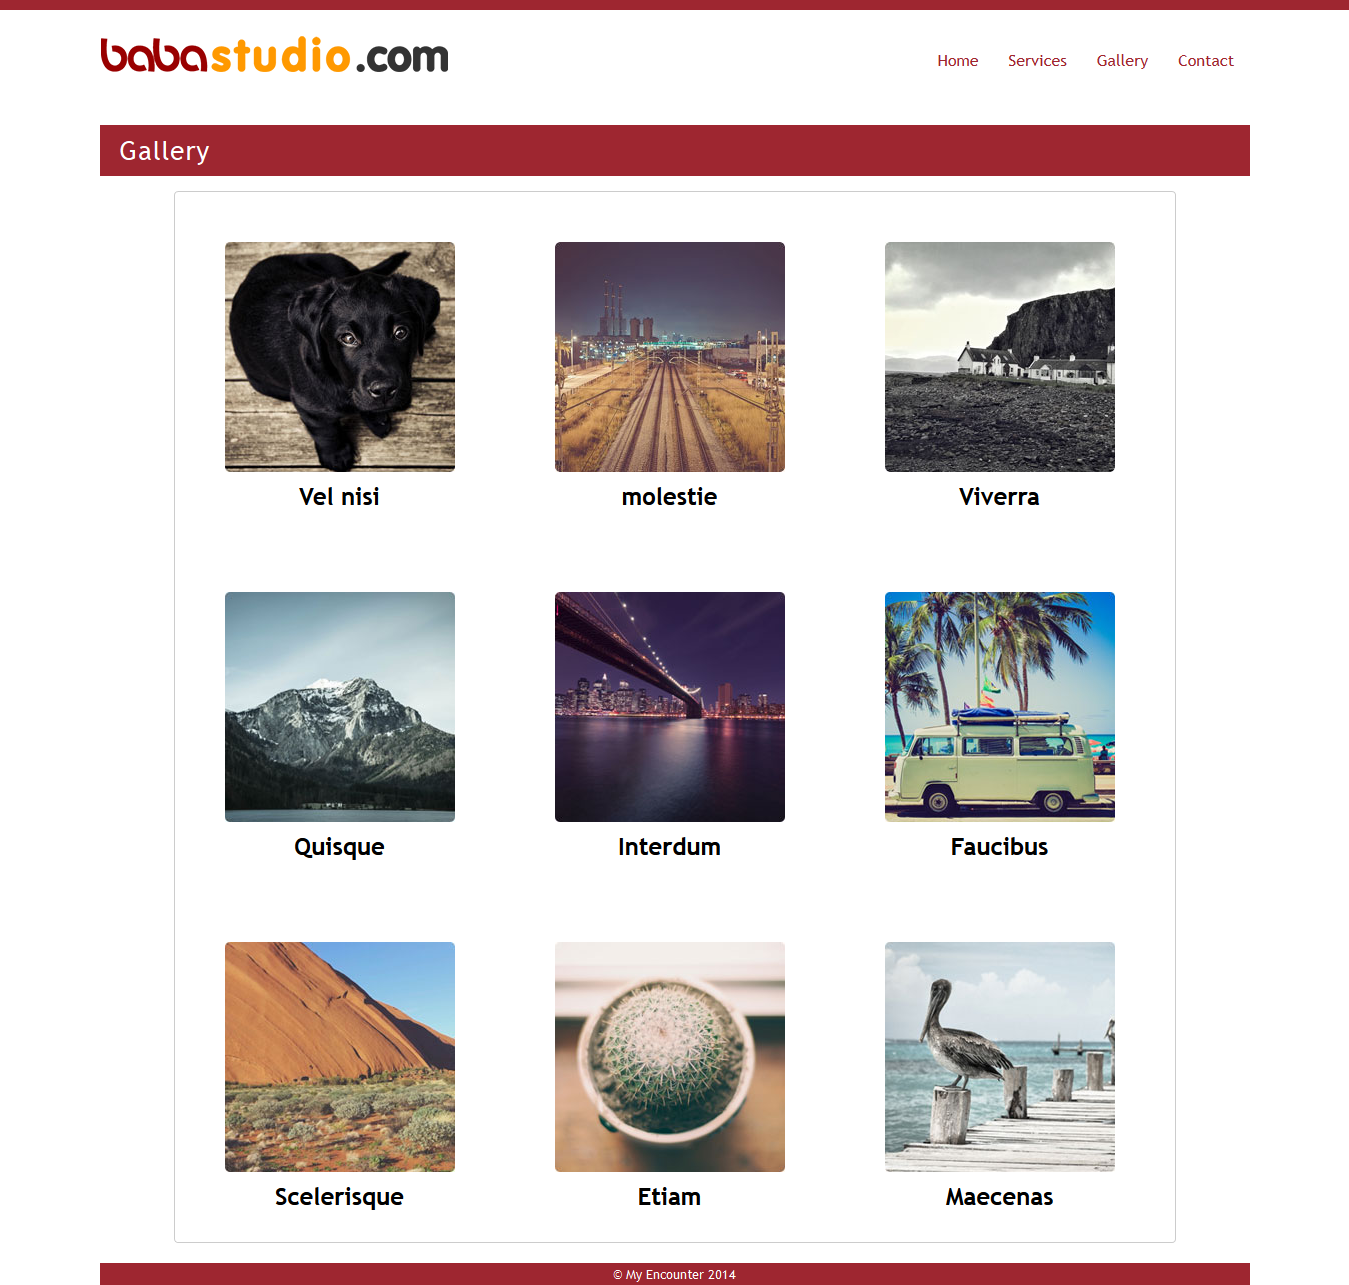 babastudio.com
Home Services Gallery Contact
Gallery
Vel nisi molestie Viverra
Quisque Interdum Faucibus
Scelerisque Etiam Maecenas
© My Encounter 2014